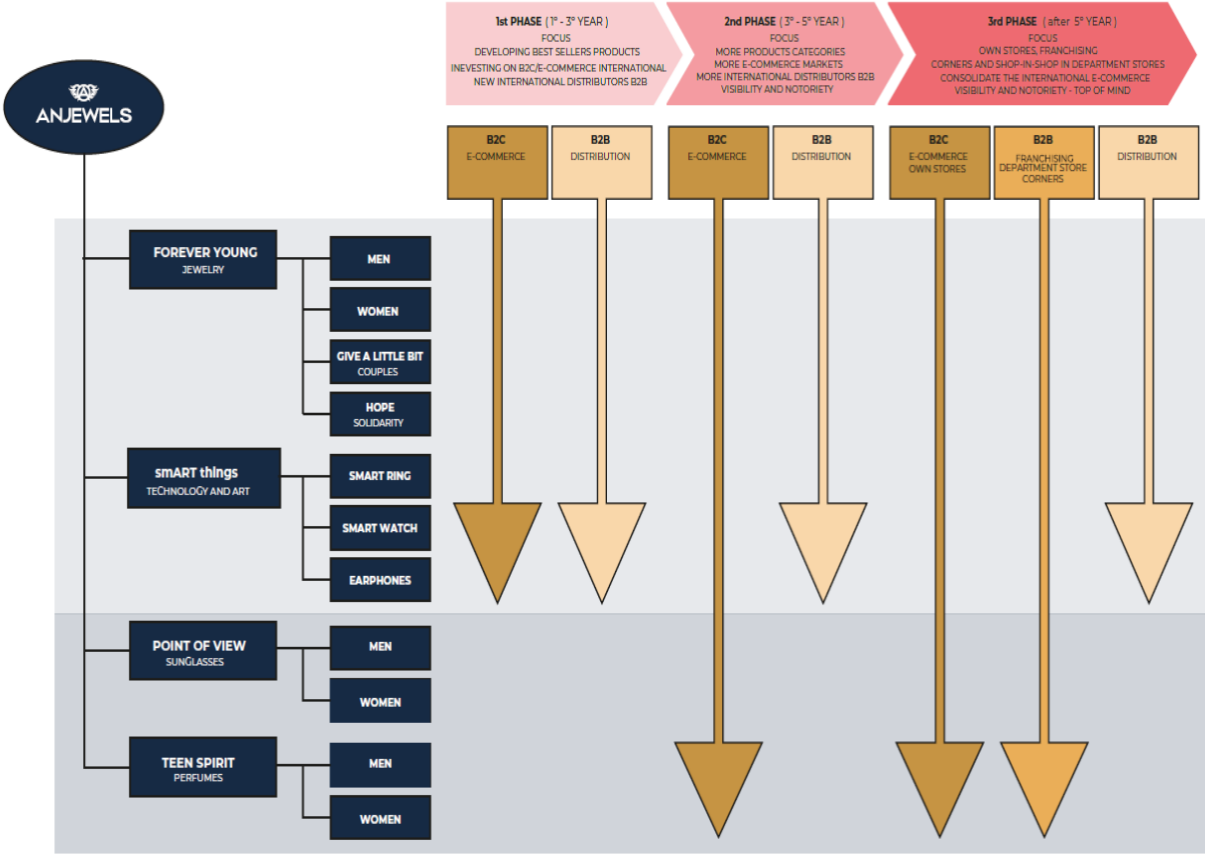 1st PHASE ( 1° - 3° YEAR )
FOCUS
DEVELOPING BEST SELLERS PRODUCTS
INEVESTING ON B2C/E-COMMERCE INTERNATIONAL
NEW INTERNATIONAL DISTRIBUTORS B2B
2nd PHASE ( 3° - 5° YEAR )
FOCUS
MORE PRODUCTS CATEGORIES
MORE E-COMMERCE MARKETS
MORE INTERNATIONAL DISTRIBUTORS B2B
VISIBILITY AND NOTORIETY
3rd PHASE ( after 5° YEAR )
FOCUS
OWN STORES, FRANCHISING
CORNERS AND SHOP-IN-SHOP IN DEPARTMENT STORES
CONSOLIDATE THE INTERNATIONAL E-COMMERCE
VISIBILITY AND NOTORIETY - TOP OF MIND
ANJEWELS
B2C
E-COMMERCE
B2B
DISTRIBUTION
B2C
E-COMMERCE
B2B
DISTRIBUTION
B2C
E-COMMERCE
OWN STORES
B2B
FRANCHISING
DEPARTMENT STORE
CORNERS
B2B
DISTRIBUTION
FOREVER YOUNG
JEWELRY
MEN
WOMEN
GIVE A LITTLE BIT
COUPLES
HOPE
SOLIDARITY
smART things
TECHNOLOGY AND ART
SMART RING
SMART WATCH
EARPHONES
POINT OF VIEW
SUNGLASSES
MEN
WOMEN
TEEN SPIRIT
PERFUMES
MEN
WOMEN